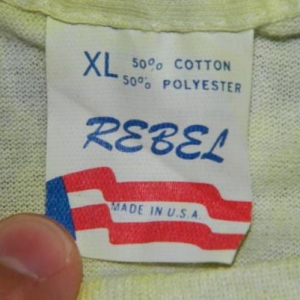 XL 50% COTTON
50% POLYESTER
REBEL
MADE IN U.S.A.